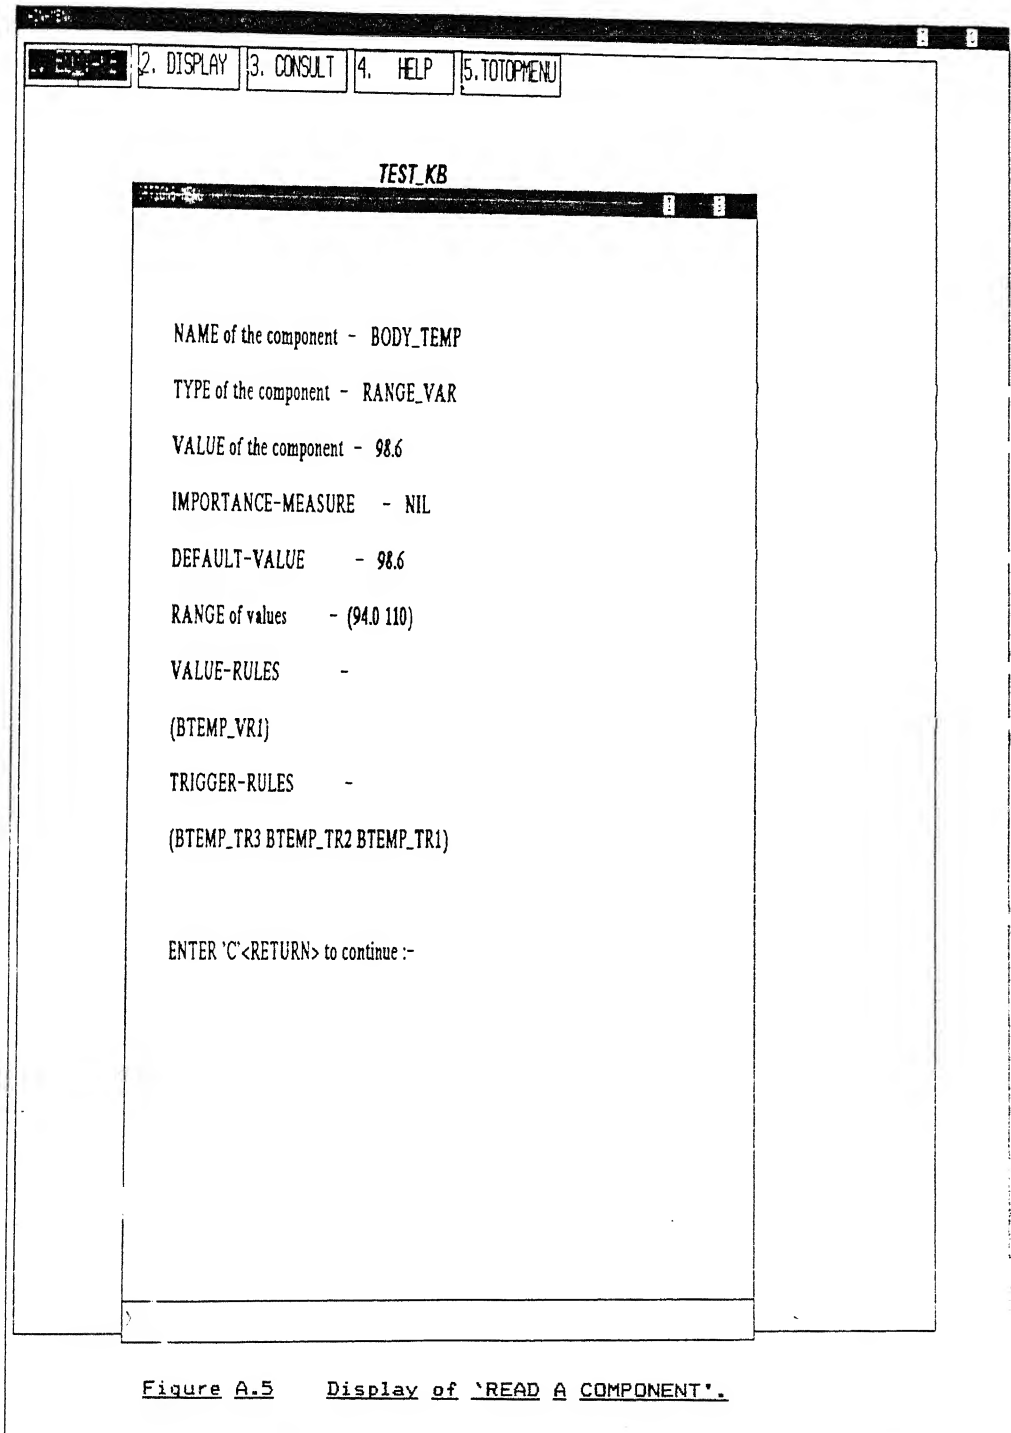 2. DISPLAY 3. CONSULT 4. HELP 5.TOTOPMENU
TEST_KB
NAME of the component - BODY_TEMP
TYPE of the component - RANGE_VAR
VALUE of the component - 98.6
IMPORTANCE-MEASURE - NIL
DEFAULT-VALUE - 98.6
RANGE of values - (94.0 110)
VALUE-RULES -
(BTEMP_VR1)
TRIGGER-RULES -
(BTEMP_TR3 BTEMP_TR2 BTEMP_TR1)
ENTER 'C'<RETURN> to continue :-
>
Figure A.5 Display of `READ A COMPONENT'.